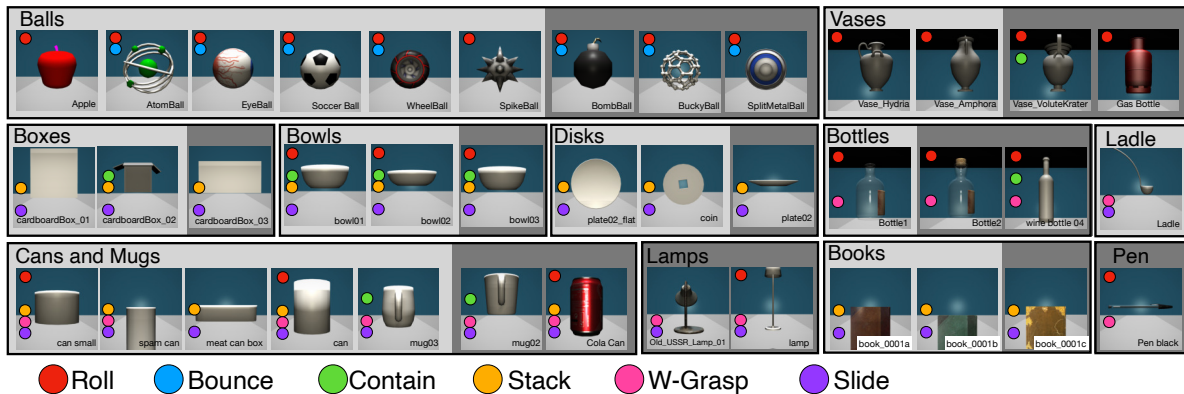 Balls
Vases
Apple
AtomBall
EyeBall
Soccer Ball
WheelBall
SpikeBall
BombBall
BuckyBall
SplitMetalBall
Vase_Hydria
Vase_Amphora
Vase_VoluteKrater
Gas Bottle
Boxes
Bowls
Disks
Bottles
Ladle
cardboardBox_01
cardboardBox_02
cardboardBox_03
bowl01
bowl02
bowl03
plate02_flat
coin
plate02
Bottle1
Bottle2
wine bottle 04
Ladle
Cans and Mugs
Lamps
Books
Pen
can small
spam can
meat can box
can
mug03
mug02
Cola Can
Old_USSR_Lamp_01
lamp
book_0001a
book_0001b
book_0001c
Pen black
Roll
Bounce
Contain
Stack
W-Grasp
Slide